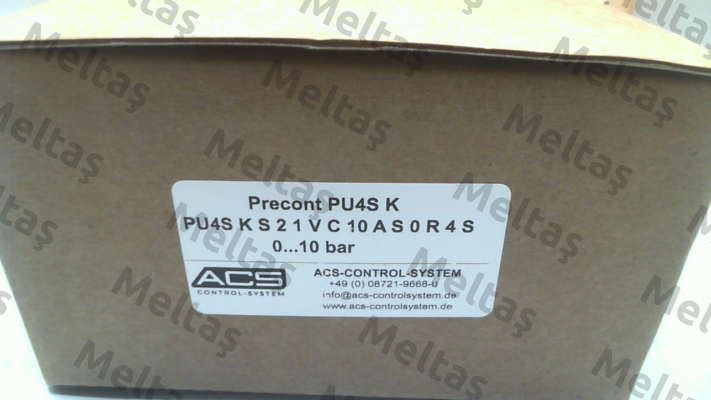 Precont PU4S K
PU4S K S 2 1 V C 10 A S 0 R 4 S
0...10 bar
ACS
CONTROL-SYSTEM
ACS-CONTROL-SYSTEM
+49 (0) 08721-9668-0
info@acs-controlsystem.de
www.acs-controlsystem.de
Meltaş